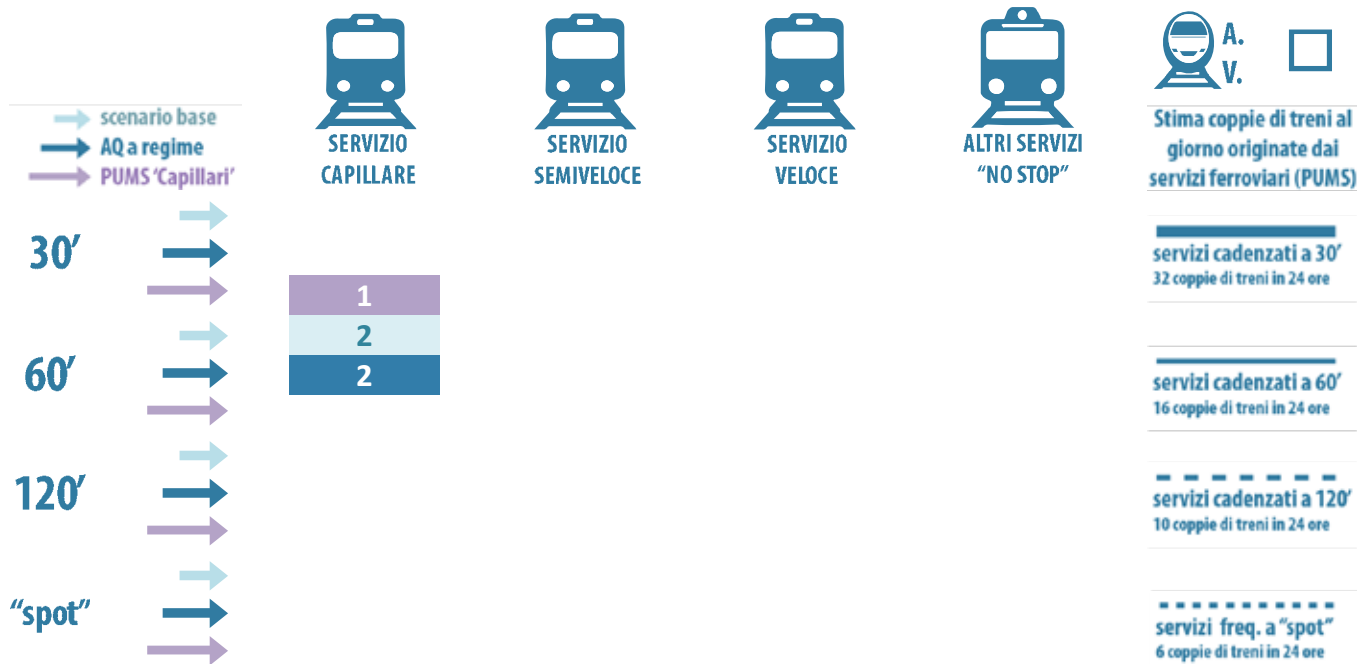 A.
V.
scenario base
AQ a regime
PUMS ‘Capillari’
SERVIZIO
CAPILLARE
SERVIZIO
SEMIVELOCE
SERVIZIO
VELOCE
ALTRI SERVIZI
“NO STOP”
Stima coppie di treni al
giorno originate dai
servizi ferroviari (PUMS)
30’
1
2
2
60’
120’
“spot”
servizi cadenzati a 30’
32 coppie di treni in 24 ore
servizi cadenzati a 60’
16 coppie di treni in 24 ore
servizi cadenzati a 120’
10 coppie di treni in 24 ore
servizi freq. a “spot”
6 coppie di treni in 24 ore